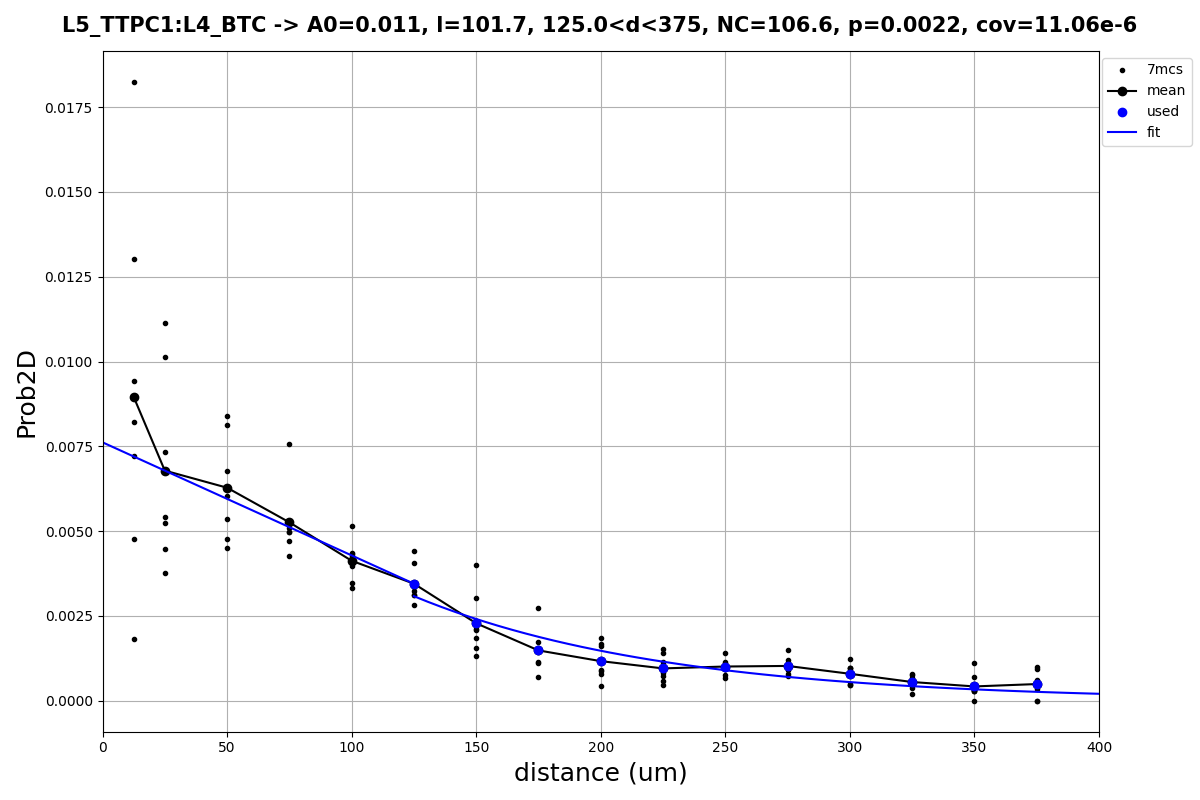 L5_TTPC1:L4_BTC -> A0=0.011, l=101.7, 125.0<d<375, NC=106.6, p=0.0022, cov=11.06e-6
7mcs
mean
used
fit
Prob2D
0.0175
0.0150
0.0125
0.0100
0.0075
0.0050
0.0025
0.0000
0 50 100 150 200 250 300 350 400
distance (um)